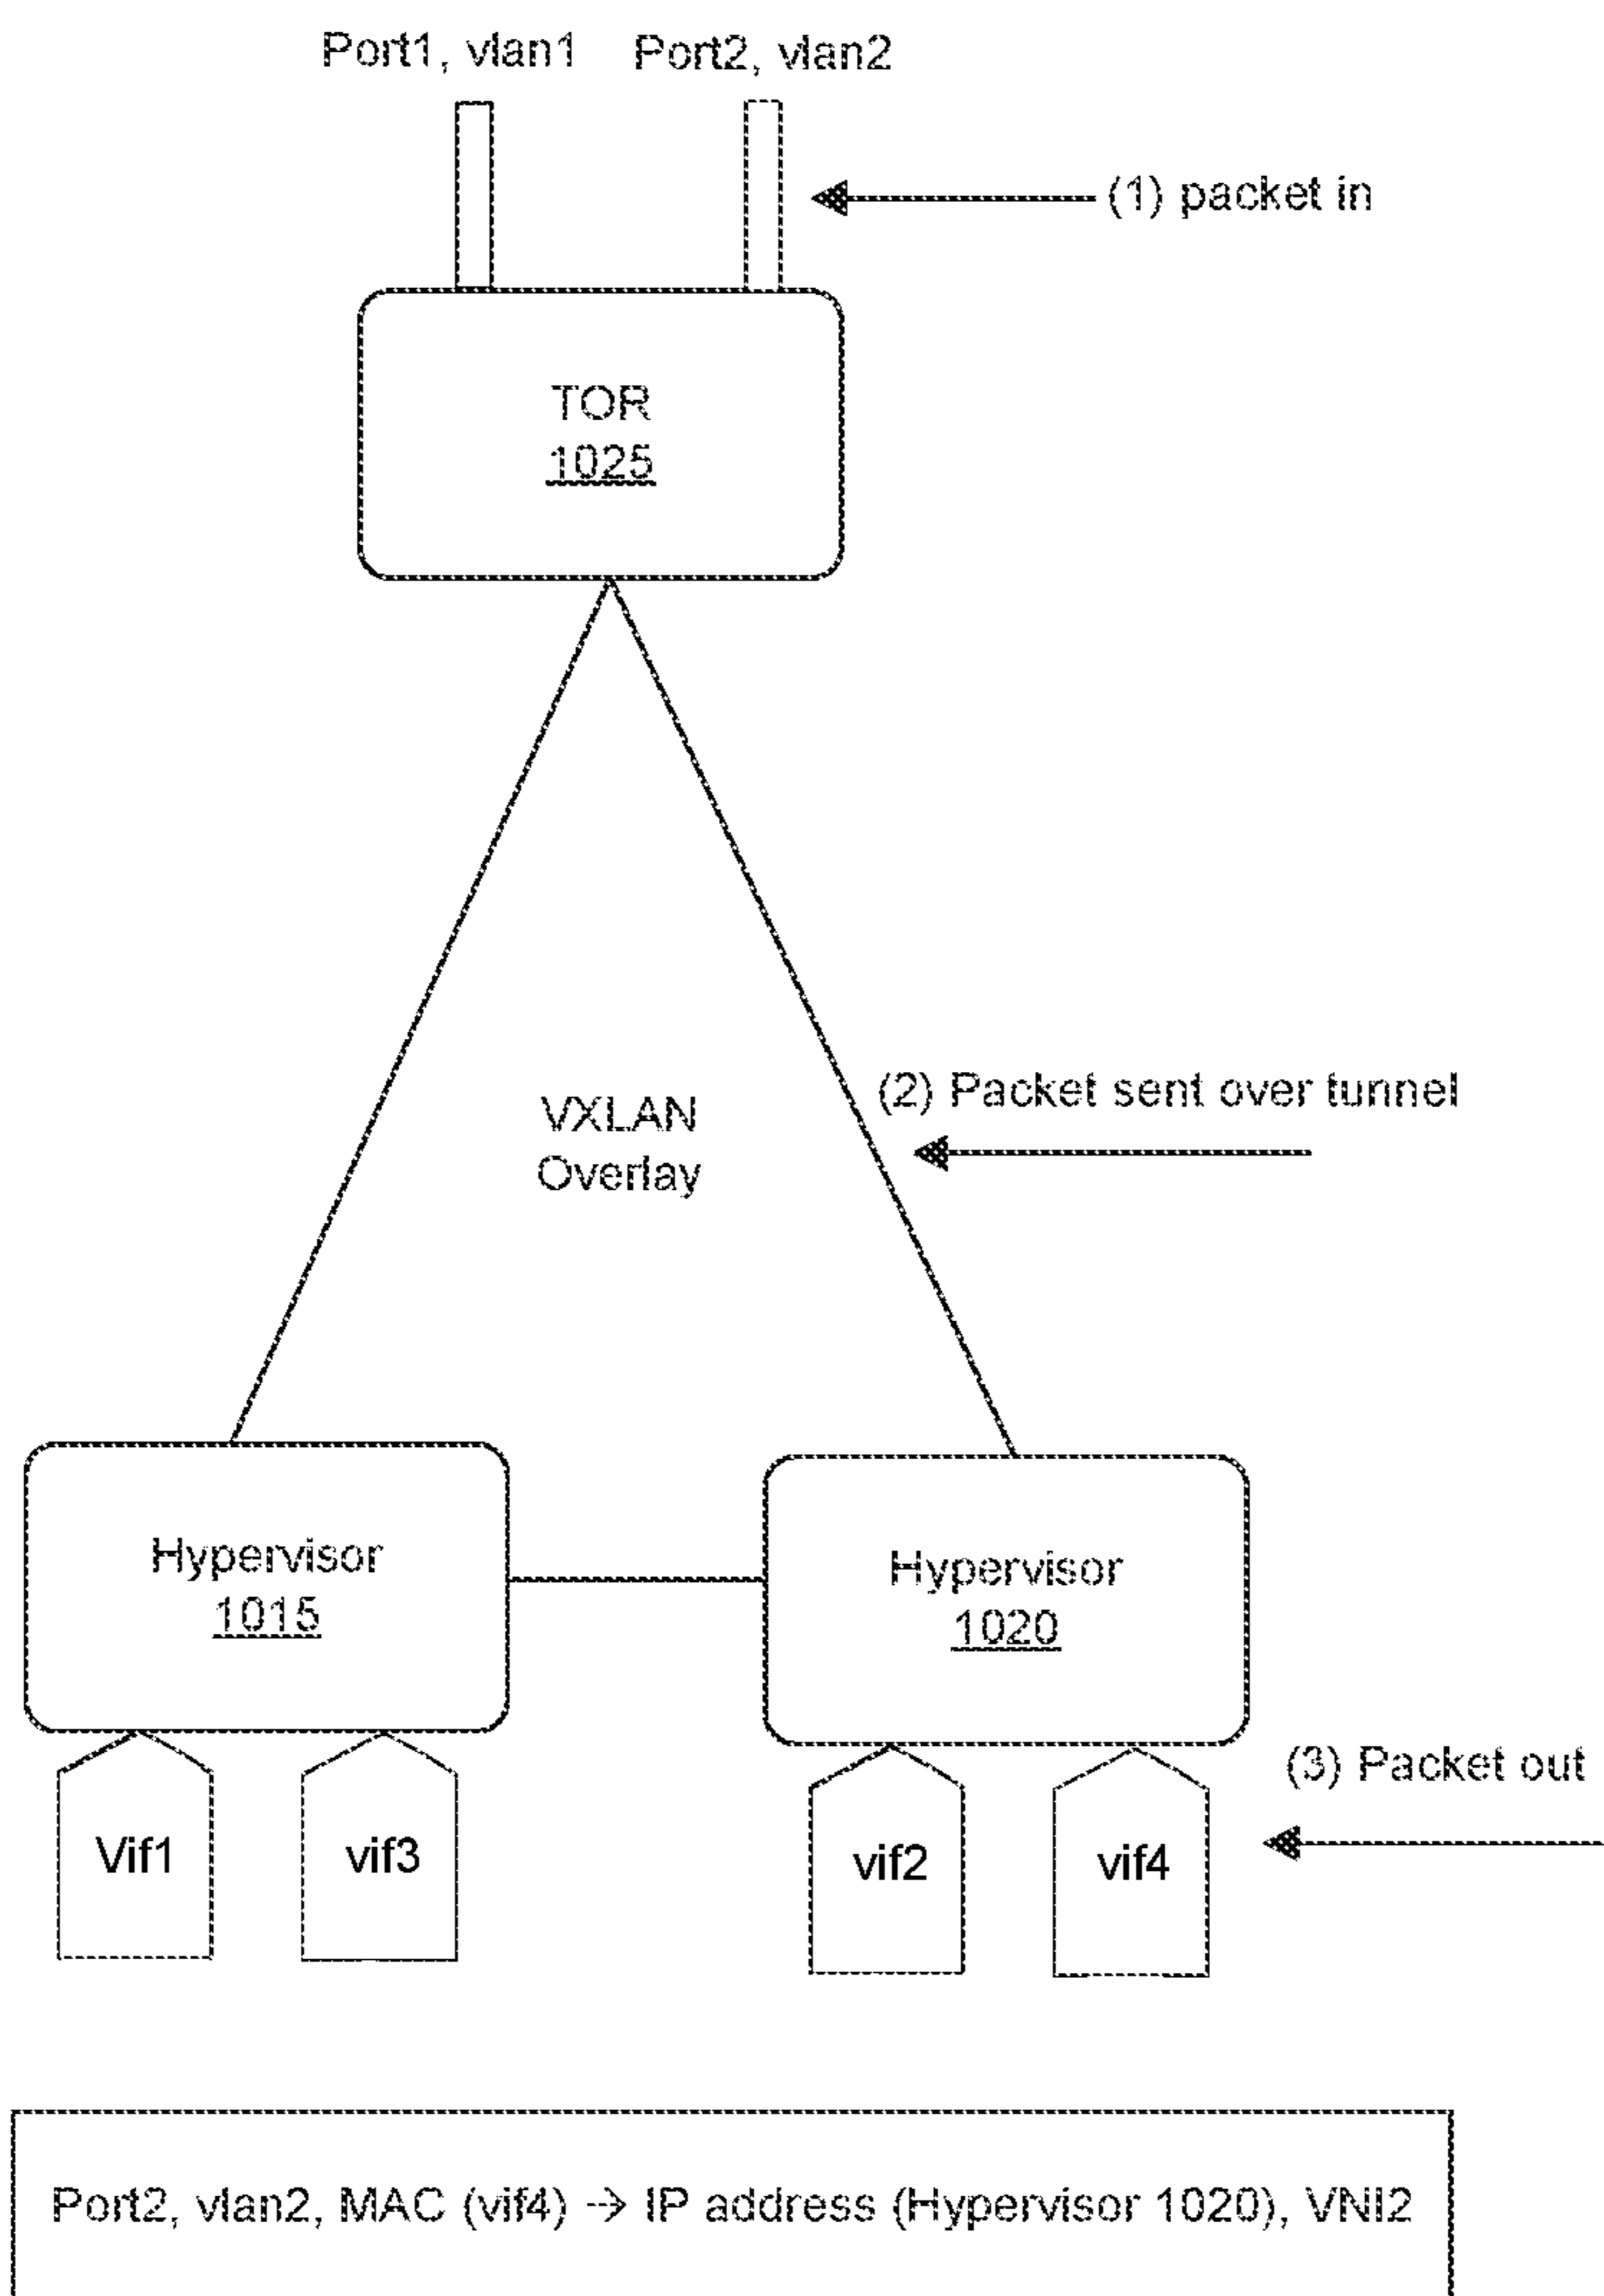 Port1, vlan1 Port2, vlan2
(1) packet in
TOR
1025
(2) Packet sent over tunnel
VXLAN
Overlay
Hypervisor
1015
Hypervisor
1020
(3) Packet out
Vif1
vif3
vif2
vif4
Port2, vlan2, MAC (vif4) → IP address (Hypervisor 1020), VNI2